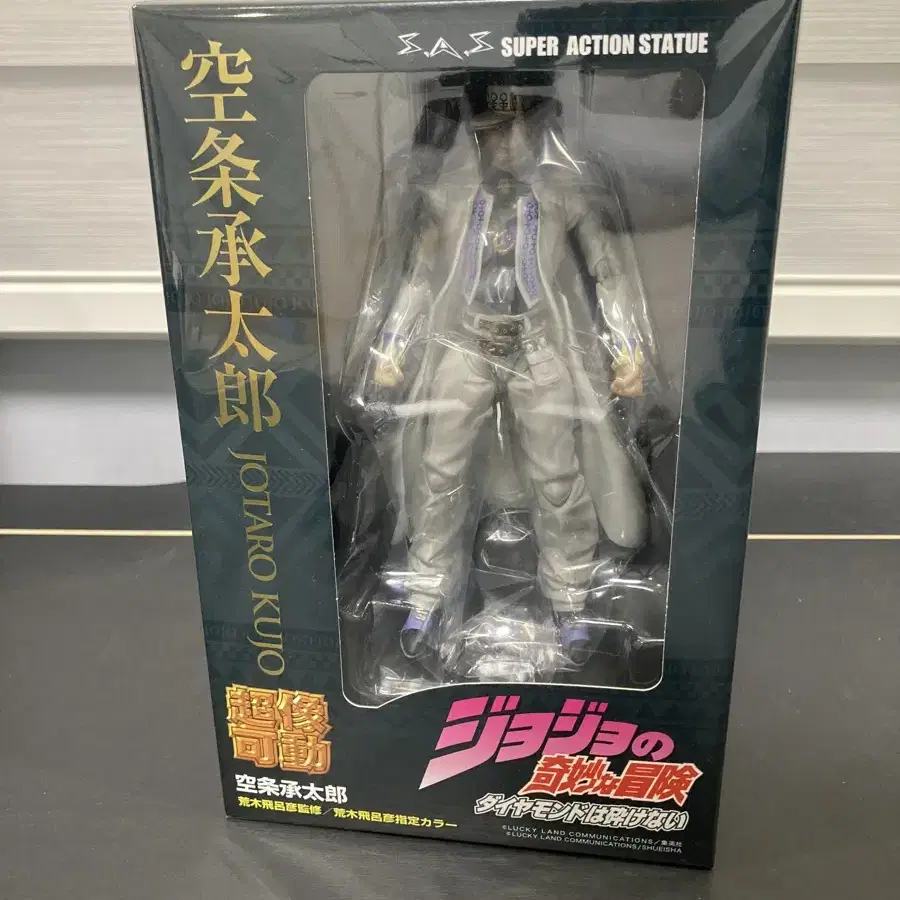 S.A.S SUPER ACTION STATUE
空条承太郎
JOTARO KUJO
超像
可動
空条承太郎
荒木飛呂彦監修/荒木飛呂彦指定カラー
ジョジョの
奇妙な冒険
ダイヤモンドは砕けない
©LUCKY LAND COMMUNICATIONS/集英社
©LUCKY LAND COMMUNICATIONS/SHUEISHA